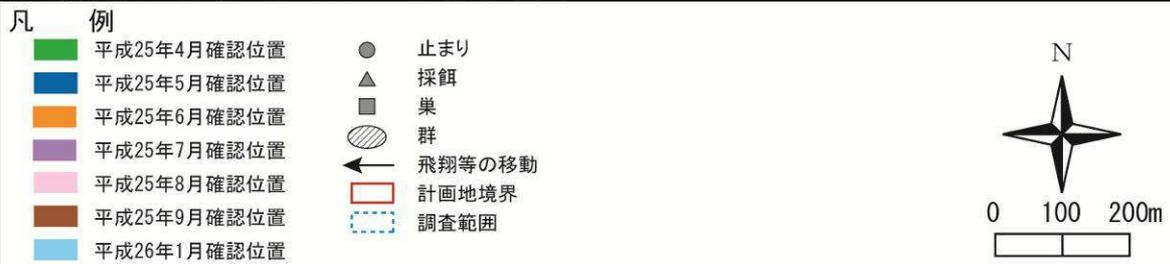 凡　例
平成25年4月確認位置
平成25年5月確認位置
平成25年6月確認位置
平成25年7月確認位置
平成25年8月確認位置
平成25年9月確認位置
平成26年1月確認位置
止まり
採餌
巣
群
飛翔等の移動
計画地境界
調査範囲
N
0 100 200m